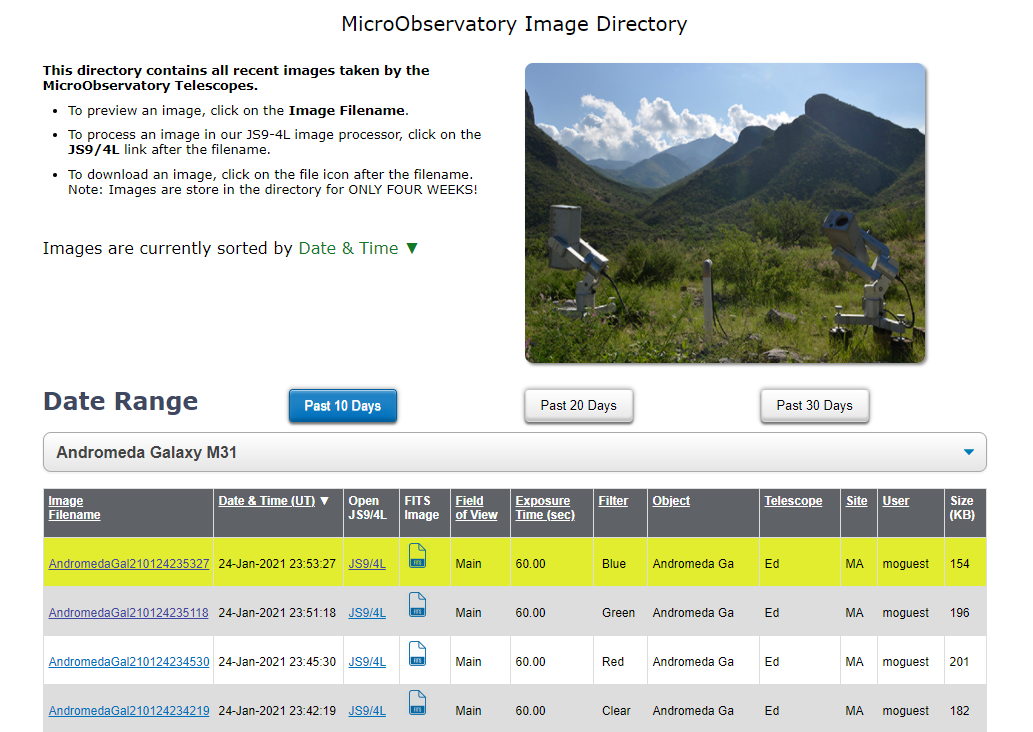 MicroObservatory Image Directory
This directory contains all recent images taken by the
MicroObservatory Telescopes.
• To preview an image, click on the Image Filename.
• To process an image in our JS9-4L image processor, click on the
JS9/4L link after the filename.
• To download an image, click on the file icon after the filename.
Note: Images are store in the directory for ONLY FOUR WEEKS!
Images are currently sorted by Date & Time ▼
Date Range
Past 10 Days
Past 20 Days
Past 30 Days
Andromeda Galaxy M31
Image Filename Date & Time (UT) ▼ Open JS9/4L FITS Image Field of View Exposure Time (sec) Filter Object Telescope Site User Size (KB)
AndromedaGal210124235327 24-Jan-2021 23:53:27 JS9/4L FITS Main 60.00 Blue Andromeda Ga Ed MA moguest 154
AndromedaGal210124235118 24-Jan-2021 23:51:18 JS9/4L FITS Main 60.00 Green Andromeda Ga Ed MA moguest 196
AndromedaGal210124234530 24-Jan-2021 23:45:30 JS9/4L FITS Main 60.00 Red Andromeda Ga Ed MA moguest 201
AndromedaGal210124234219 24-Jan-2021 23:42:19 JS9/4L FITS Main 60.00 Clear Andromeda Ga Ed MA moguest 182